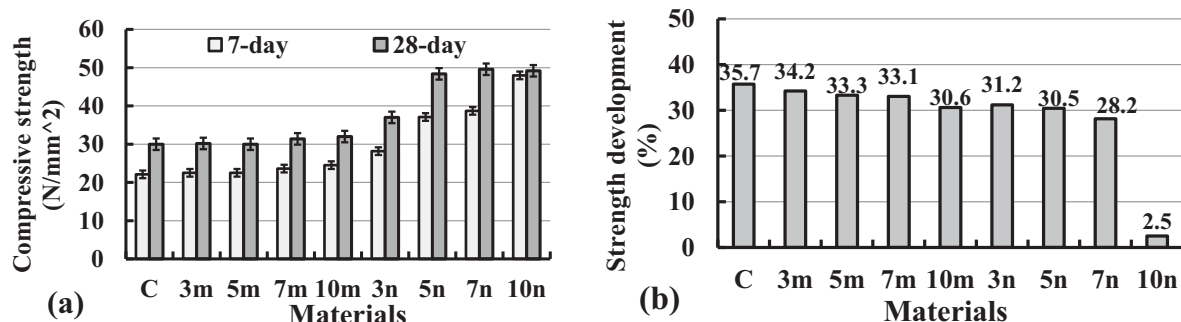 Compressive strength
(N/mm^2)
60
50
40
30
20
10
0
7-day 28-day
C 3m 5m 7m 10m 3n 5n 7n 10n
Materials
(a)
Strength development
(%)
50
40
30
20
10
0
35.7 34.2 33.3 33.1 30.6 31.2 30.5 28.2 2.5
C 3m 5m 7m 10m 3n 5n 7n 10n
Materials
(b)